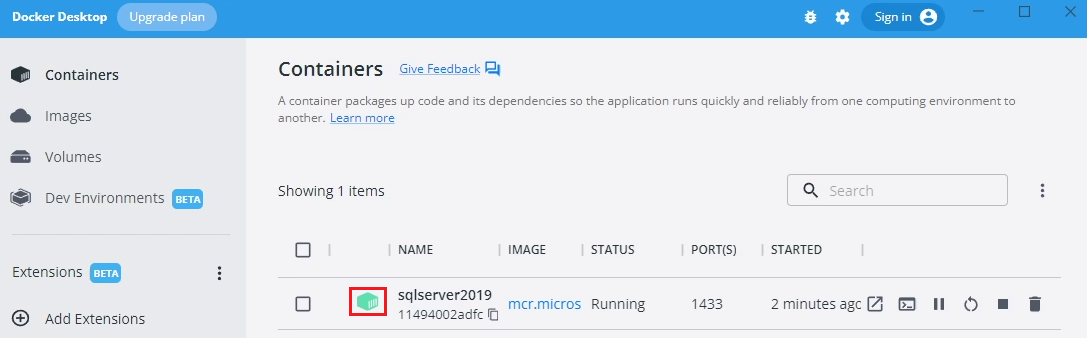 Docker Desktop Upgrade plan Sign in
Containers
Images
Volumes
Dev Environments BETA
Extensions BETA
Add Extensions
Containers Give Feedback
A container packages up code and its dependencies so the application runs quickly and reliably from one computing environment to
another. Learn more
Showing 1 items Search
NAME IMAGE STATUS PORT(S) STARTED
sqlserver2019 mcr.micros Running 1433 2 minutes agc
11494002adfc